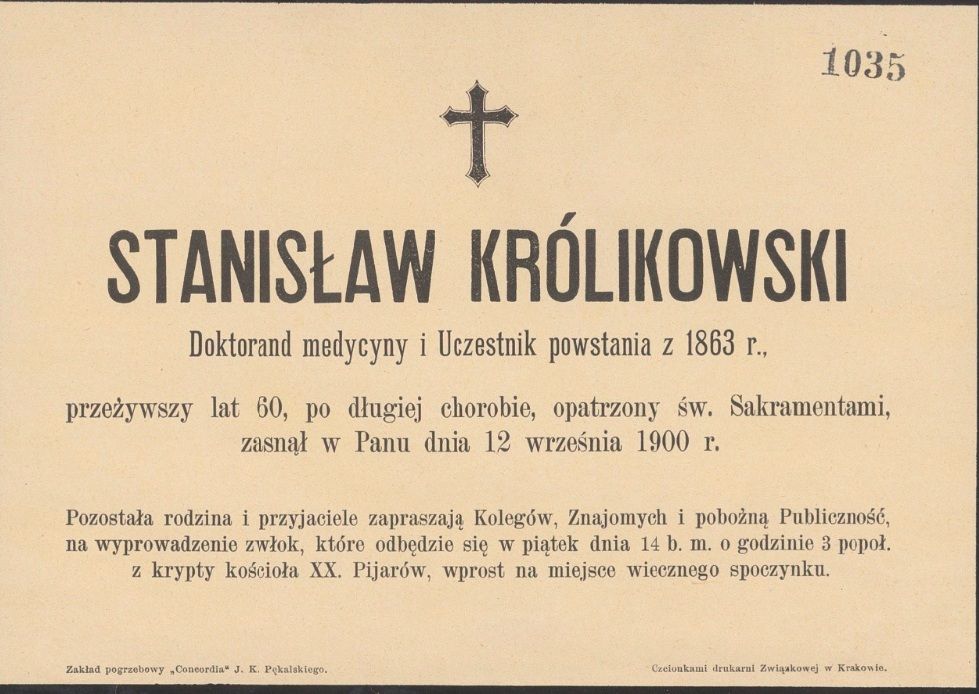 1035
STANISŁAW KRÓLIKOWSKI
Doktorand medycyny i Uczestnik powstania z 1863 r.,
przeżywszy lat 60, po długiej chorobie, opatrzony św. Sakramentami,
zasnął w Panu dnia 12 września 1900 r.
Pozostała rodzina i przyjaciele zapraszają Kolegów, Znajomych i pobożną Publiczność,
na wyprowadzenie zwłok, które odbędzie się w piątek dnia 14 b. m. o godzinie 3 popoł.
z krypty kościoła XX. Pijarów, wprost na miejsce wiecznego spoczynku.
Zakład pogrzebowy „Concordia“ J. K. Pękalskiego.
Czcionkami drukarni Związkowej w Krakowie.